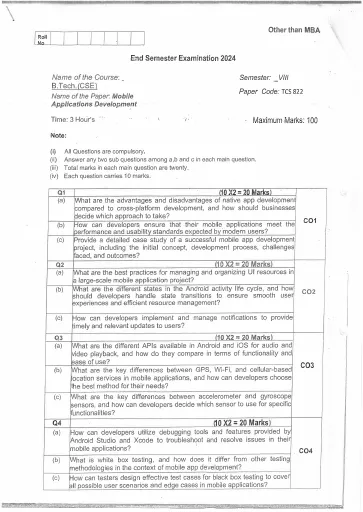 Other than MBA
Roll
No
End Semester Examination 2024
Name of the Course: _
B.Tech.(CSE)
Name of the Paper: Mobile
Applications Development
Semester: _VIII
Paper Code: TCS 822
Time: 3 Hour's
Maximum Marks: 100
Note:
(i) All Questions are compulsory.
(ii) Answer any two sub questions among a,b and c in each main question.
(iii) Total marks in each main question are twenty.
(iv) Each question carries 10 marks.
Q1 (10 X2 = 20 Marks)
(a) What are the advantages and disadvantages of native app development
compared to cross-platform development, and how should businesses
decide which approach to take?
(b) How can developers ensure that their mobile applications meet the
performance and usability standards expected by modern users?
(c) Provide a detailed case study of a successful mobile app development
project, including the initial concept, development process, challenges
faced, and outcomes?
CO1
Q2 (10 X2 = 20 Marks)
(a) What are the best practices for managing and organizing UI resources in
a large-scale mobile application project?
(b) What are the different states in the Android activity life cycle, and how
should developers handle state transitions to ensure smooth user
experiences and efficient resource management?
(c) How can developers implement and manage notifications to provide
timely and relevant updates to users?
CO2
Q3 (10 X2 = 20 Marks)
(a) What are the different APIs available in Android and iOS for audio and
video playback, and how do they compare in terms of functionality and
ease of use?
(b) What are the key differences between GPS, Wi-Fi, and cellular-based
location services in mobile applications, and how can developers choose
the best method for their needs?
(c) What are the key differences between accelerometer and gyroscope
sensors, and how can developers decide which sensor to use for specific
functionalities?
CO3
Q4 (10 X2 = 20 Marks)
(a) How can developers utilize debugging tools and features provided by
Android Studio and Xcode to troubleshoot and resolve issues in their
mobile applications?
(b) What is white box testing, and how does it differ from other testing
methodologies in the context of mobile app development?
(c) How can testers design effective test cases for black box testing to cover
all possible user scenarios and edge cases in mobile applications?
CO4